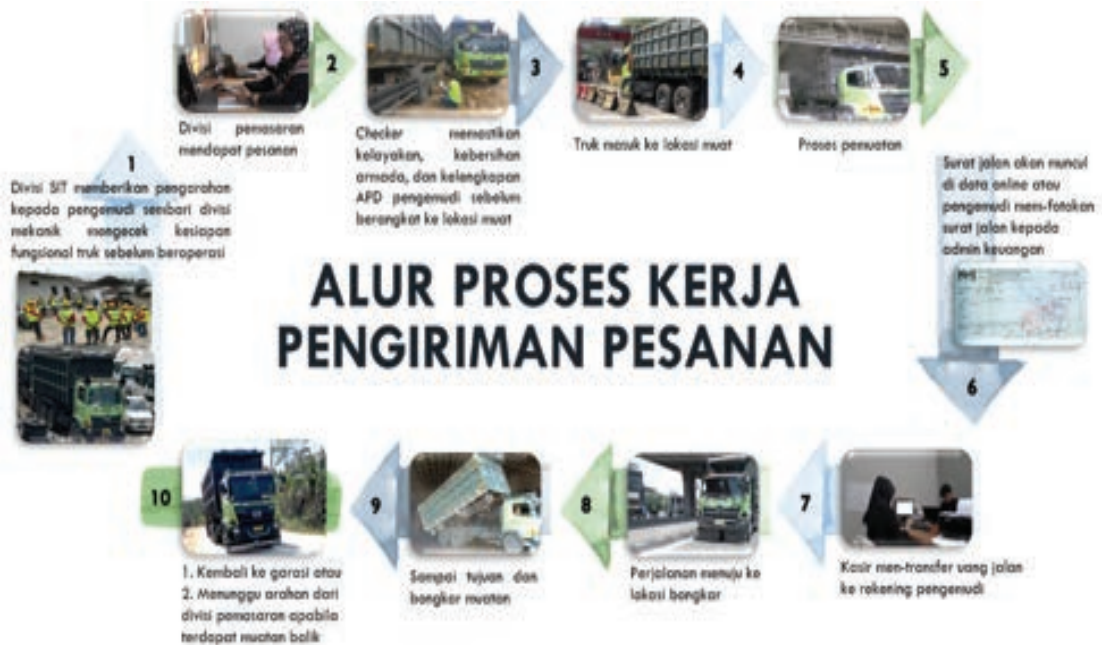 ALUR PROSES KERJA
PENGIRIMAN PESANAN
1
Divisi SIT memberikan pengarahan
kepada pengemudi sembari divisi
mekanik mengecek kesiapan
fungsional truk sebelum beroperasi
2
Divisi pemasaran
mendapat pesanan
3
Checker memastikan
kelayakan, kebersihan
armada, dan kelengkapan
APD pengemudi sebelum
berangkat ke lokasi muat
4
Truk masuk ke lokasi muat
5
Proses pemuatan
Surat jalan akan muncul
di data online atau
pengemudi mem-fotokan
surat jalan kepada
admin keuangan
6
7
Kasir men-transfer uang jalan
ke rekening pengemudi
8
Perjalanan menuju ke
lokasi bongkar
9
Sampai tujuan dan
bongkar muatan
10
1. Kembali ke garasi atau
2. Menunggu arahan dari
divisi pemasaran apabila
terdapat muatan balik